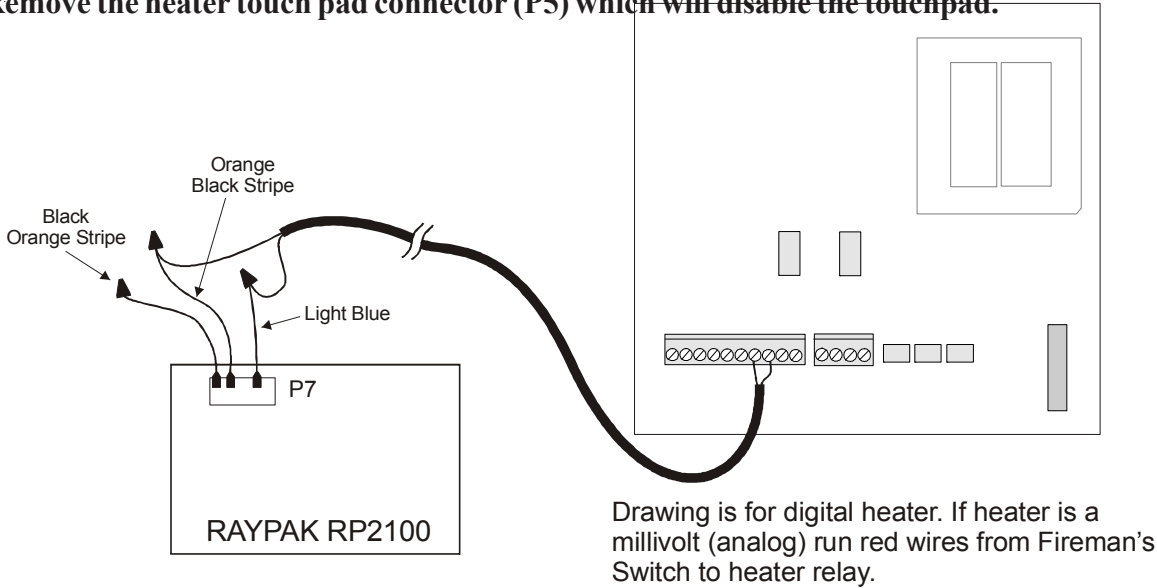 Remove the heater touch pad connector (P5) which will disable the touchpad.
Orange
Black Stripe
Black
Orange Stripe
Light Blue
P7
RAYPAK RP2100
Drawing is for digital heater. If heater is a
millivolt (analog) run red wires from Fireman's
Switch to heater relay.